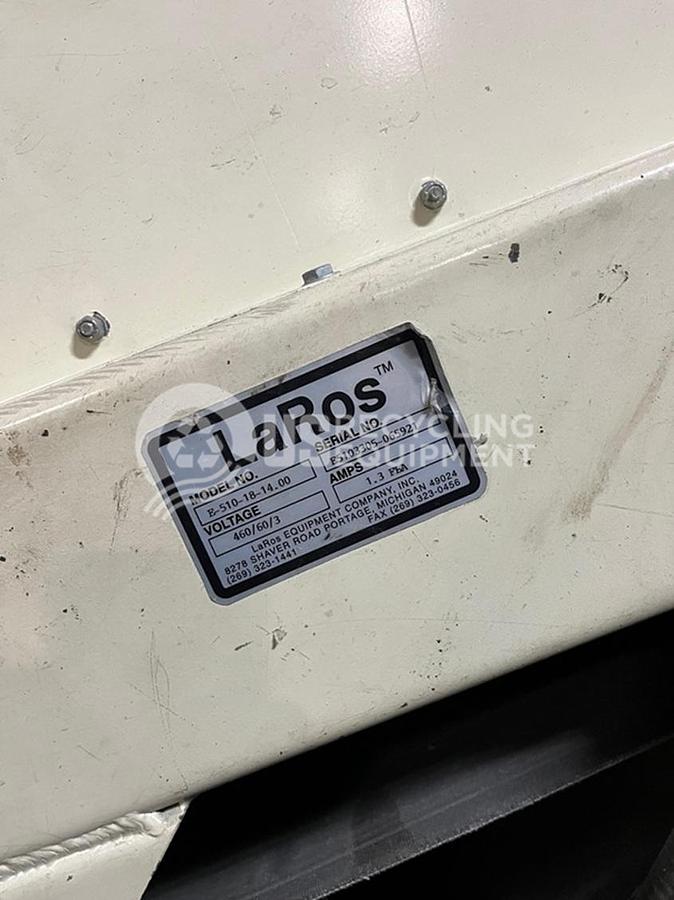 LaRos™
MODEL NO. SERIAL NO.
E-510-18-14.00
VOLTAGE AMPS
460/60/3 1.3 FLA
LaRos EQUIPMENT COMPANY, INC.
8278 SHAVER ROAD PORTAGE, MICHIGAN 49024
(269) 323-1441 FAX (269) 323-0456
RECYCLING
EQUIPMENT